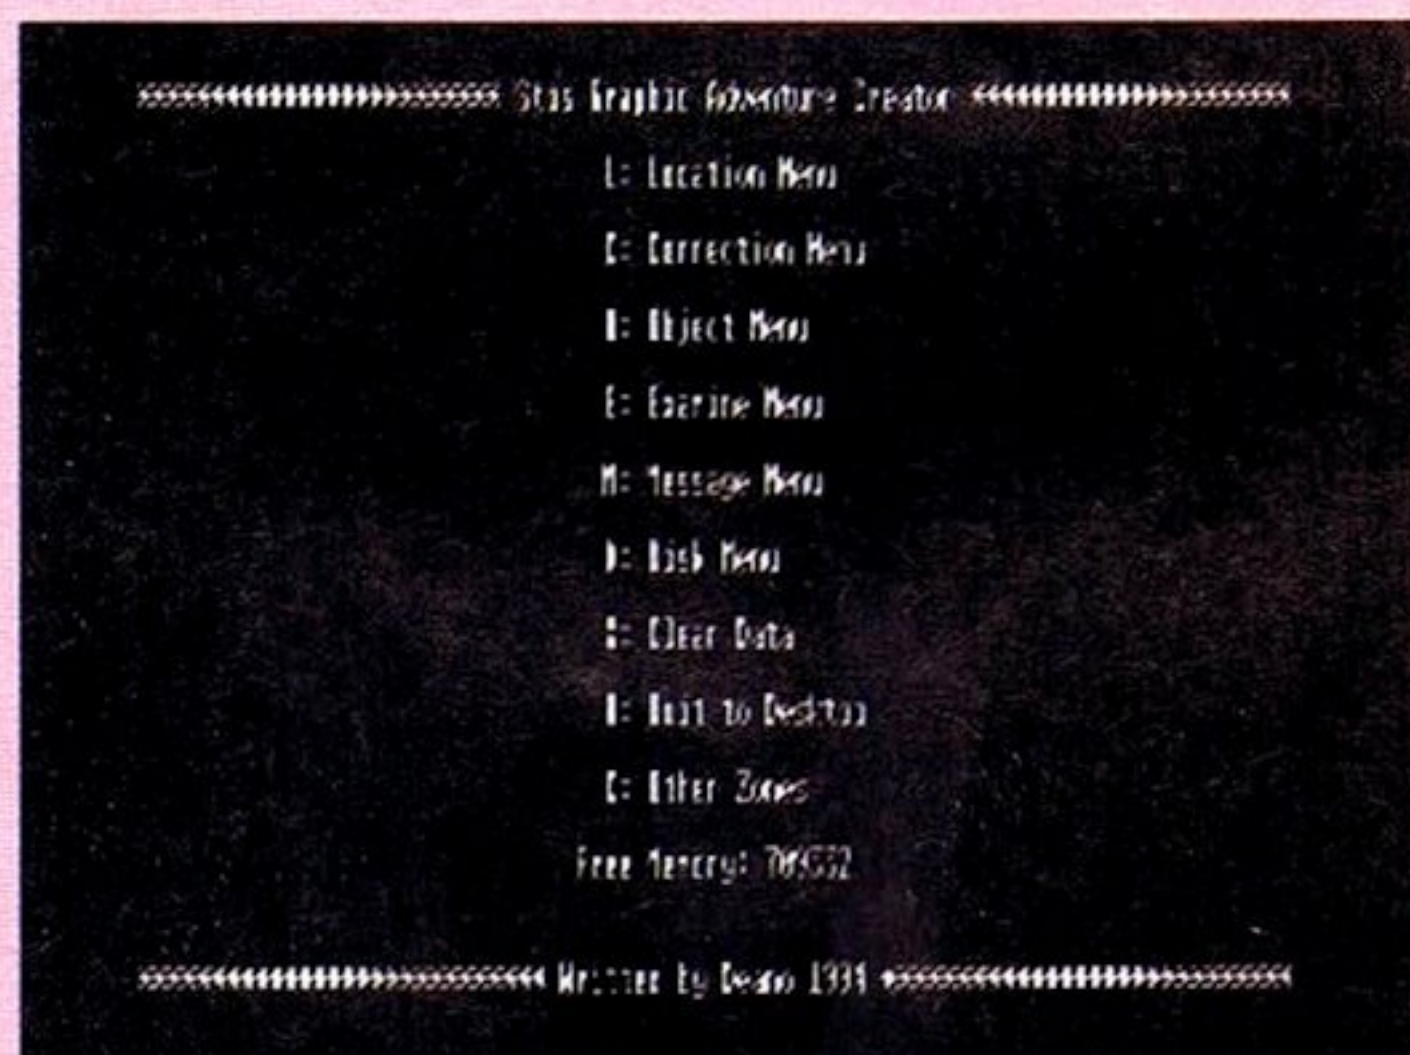 Stos Graphic Adventure Creator
L: Location Menu
C: Correction Menu
O: Object Menu
E: Examine Menu
M: Message Menu
D: Disk Menu
Clear Data
Q: Quit to Desktop
Other Zones
Free Memory:
Written by Deano